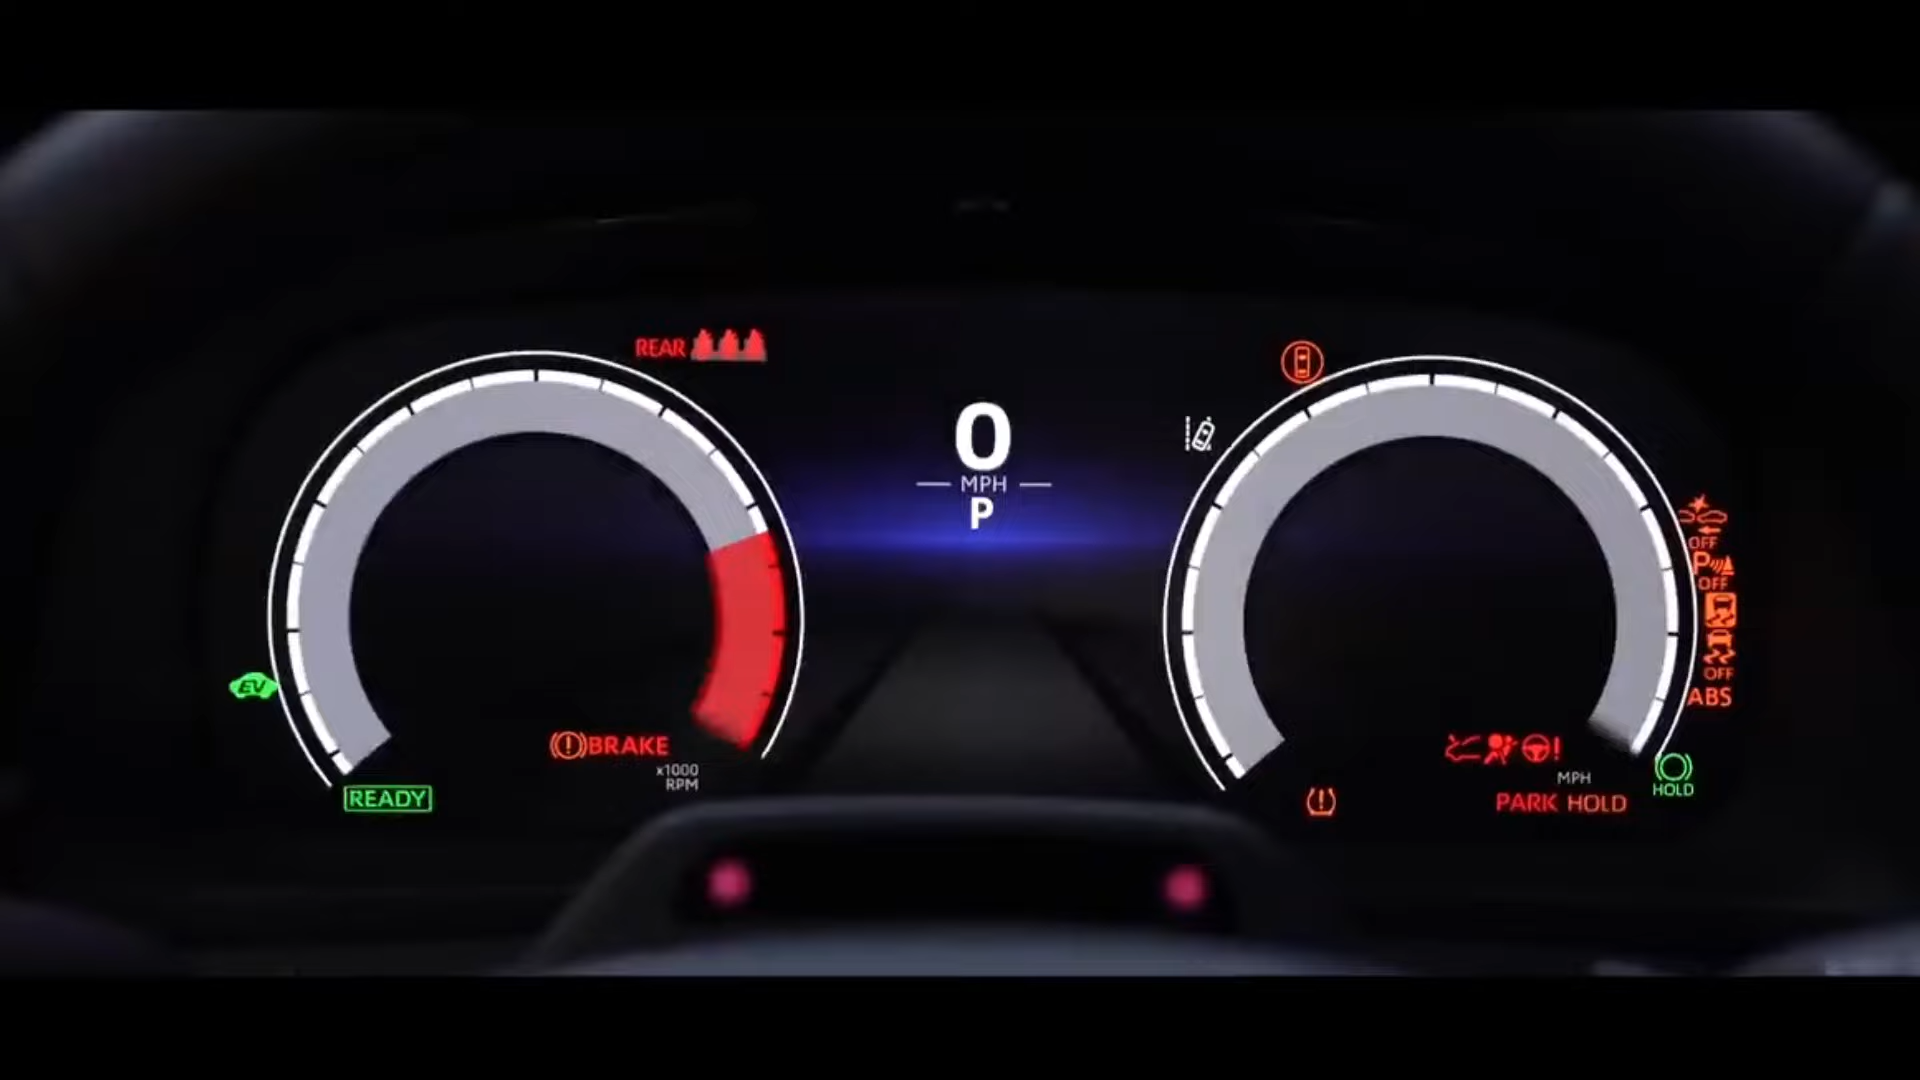 REAR
0
MPH
P
OFF
P
OFF
EV
OFF
ABS
BRAKE
x1000
RPM
MPH
READY
HOLD
PARK HOLD